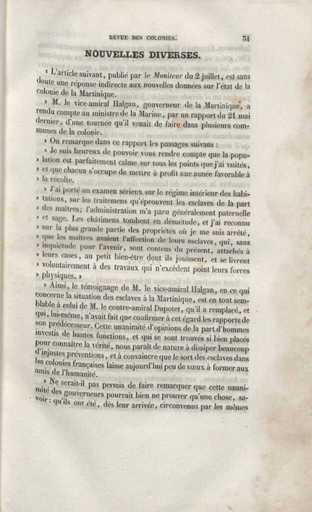 REVUE DES COLONIES. 31
NOUVELLES DIVERSES.
« L'article suivant, publié par le Moniteur du 2 juillet, est sans
doute une réponse indirecte aux nouvelles données sur l'état de la
colonie de la Martinique.
» M. le vice-amiral Halgan, gouverneur de la Martinique, a
rendu compte au ministre de la Marine, par un rapport du 21 mai
dernier, d'une tournée qu'il venait de faire dans plusieurs com-
munes de la colonie.
» On remarque dans ce rapport les passages suivans :
» Je suis heureux de pouvoir vous rendre compte que la popu-
» lation est parfaitement calme sur tous les points que j'ai visités,
» et que chacun s'occupe de mettre à profit une année favorable à
» la récolte.
» J'ai porté un examen sérieux sur le régime intérieur des habi-
» tations, sur les traitemens qu'éprouvent les esclaves de la part
» des maîtres; l'administration m'a paru généralement paternelle
» et sage. Les châtimens tombent en désuétude, et j'ai reconnu
» sur la plus grande partie des propriétés où je me suis arrêté,
» que les maîtres avaient l'affection de leurs esclaves, qui, sans
» inquiétude pour l'avenir, sont contens du présent, attachés à
» leurs cases, au petit bien-être dont ils jouissent, et se livrent
» volontairement à des travaux qui n'excèdent point leurs forces
» physiques. »
» Ainsi, le témoignage de M. le vice-amiral Halgan, en ce qui
concerne la situation des esclaves à la Martinique, est en tout sem-
blable à celui de M. le contre-amiral Dupotet, qu'il a remplacé, et
qui, lui-même, n'avait fait que confirmer à cet égard les rapports de
son prédécesseur. Cette unanimité d'opinions de la part d'hommes
investis de hautes fonctions, et qui se sont trouvés si bien placés
pour connaître la vérité, nous paraît de nature à dissiper beaucoup
d'injustes préventions, et à convaincre que le sort des esclaves dans
les colonies françaises laisse aujourd'hui peu de vœux à former aux
amis de l'humanité.
» Ne serait-il pas permis de faire remarquer que cette unani-
mité des gouverneurs pourrait bien ne prouver qu'une chose, sa-
voir : qu'ils ont été, dès leur arrivée, circonvenus par les mêmes